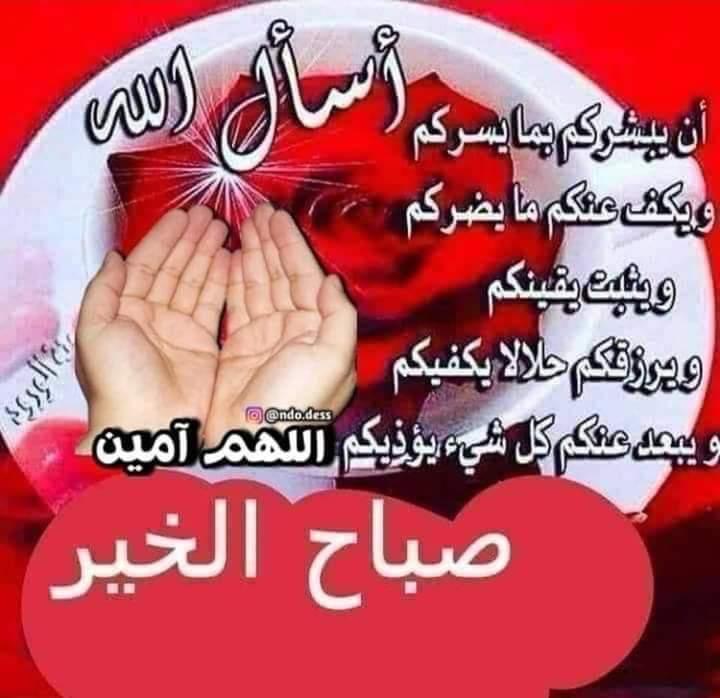 أسأل الله
أن يبشركم بما يسركم
ويكف عنكم ما يضركم
ويثبت يقينكم
ويرزقكم حلالا يكفيكم
ويبعد عنكم كل شيء يؤذيكم اللهم آمين
@ndo.dess
صباح الخير